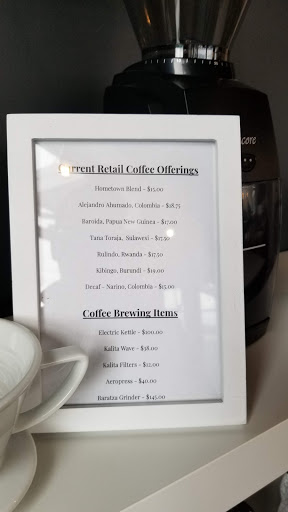 Current Retail Coffee Offerings
Hometown Blend - $15.00
Alejandro Ahumado, Colombia - $18.75
Baroida, Papua New Guinea - $17.00
Tana Toraja, Sulawesi - $17.50
Bulindo, Rwanda - $17.50
Kibingo, Burundi - $19.00
Decaf - Narino, Colombia - $15.00
Coffee Brewing Items
Electric Kettle - $100.00
Kalita Wave - $38.00
Kalita Filters - $12.00
Aeropress - $40.00
Baratza Grinder - $145.00